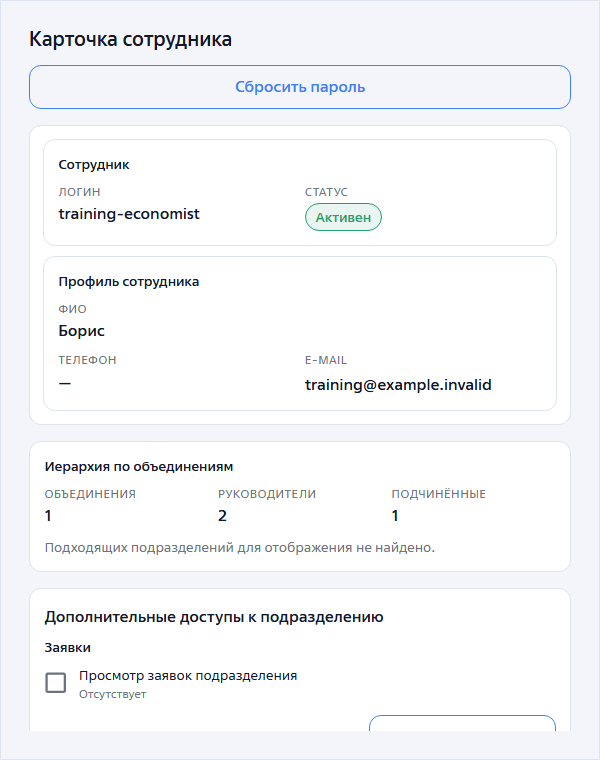 Карточка сотрудника
Сбросить пароль
Сотрудник
ЛОГИН
СТАТУС
training-economist
Активен
Профиль сотрудника
ФИО
Борис
ТЕЛЕФОН
E-MAIL
—
training@example.invalid
Иерархия по объединениям
ОБЪЕДИНЕНИЯ
РУКОВОДИТЕЛИ
ПОДЧИНЁННЫЕ
1
2
1
Подходящих подразделений для отображения не найдено.
Дополнительные доступы к подразделению
Заявки
Просмотр заявок подразделения
Отсутствует